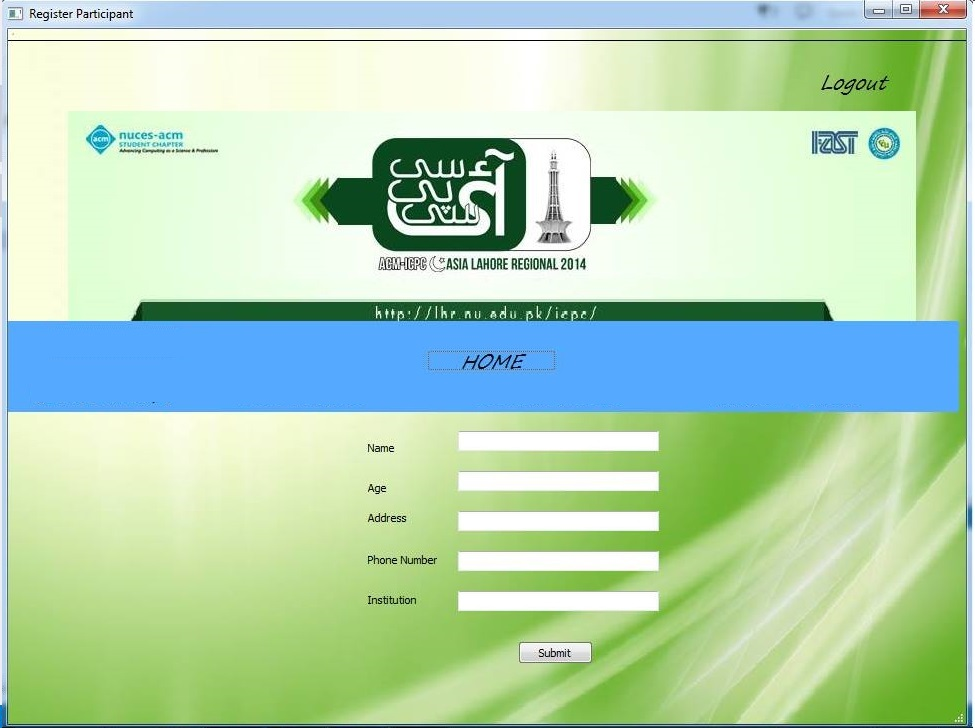 Register Participant
Logout
acm
nuces-acm
STUDENT CHAPTER
Advancing Computing as a Science & Profession
FAST
آئی سی پی سی
ACM-ICPC ASIA LAHORE REGIONAL 2014
http://lhr.nu.edu.pk/icpc/
HOME
Name
Age
Address
Phone Number
Institution
Submit